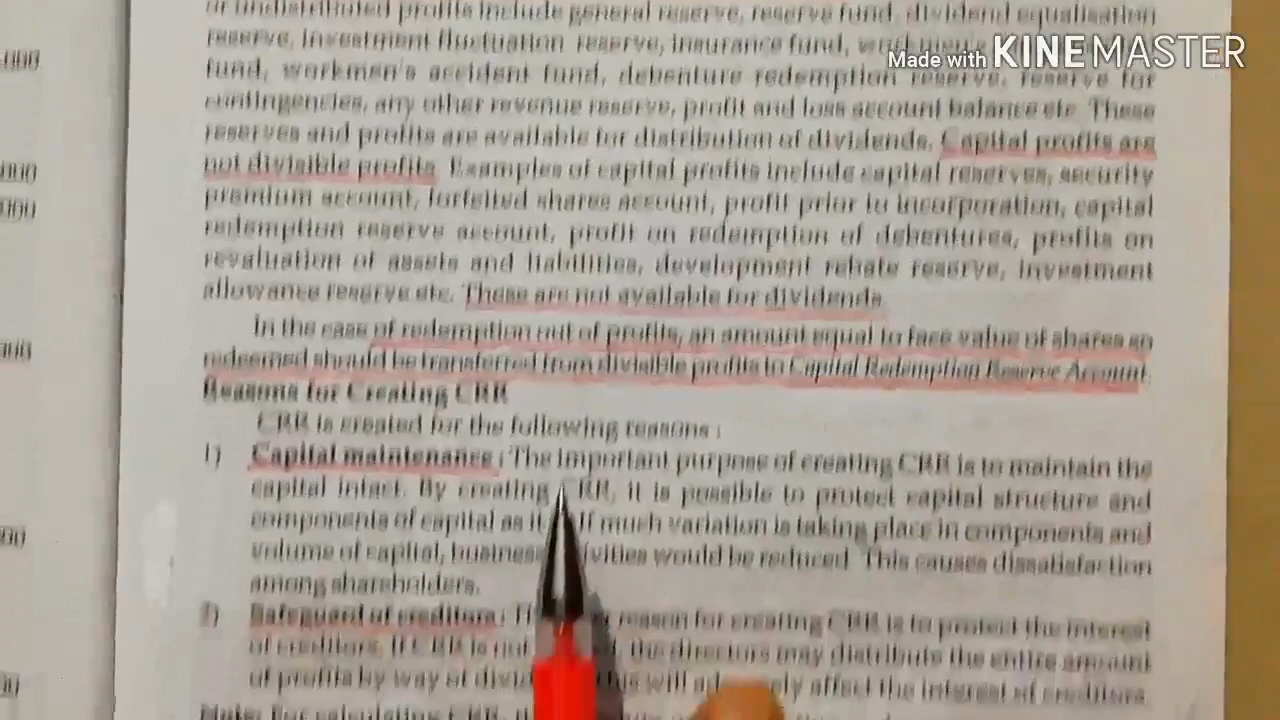 or undistributed profits include general reserve, reserve fund, dividend equalisation
reserve, investment fluctuation reserve, insurance fund,
Made with KINEMASTER
fund, workmen's accident fund, debenture redemption reserve, reserve for
contingencies, any other revenue reserve, profit and loss account balance etc. These
reserves and profits are available for distribution of dividends. Capital profits are
not divisible profits. Examples of capital profits include capital reserves, security
premium account, forfeited shares account, profit prior to incorporation, capital
redemption reserve account, profit on redemption of debentures, profits on
revaluation of assets and liabilities, development rebate reserve, investment
allowance reserve etc. These are not available for dividends.
In the case of redemption out of profits, an amount equal to face value of shares so
redeemed should be transferred from divisible profits to Capital Redemption Reserve Account.
Reasons for Creating CRR
CRR is created for the following reasons :
1) Capital maintenance : The important purpose of creating CRR is to maintain the
capital intact. By creating CRR, it is possible to protect capital structure and
components of capital as it If much variation is taking place in components and
volume of capital, business would be reduced. This causes dissatisfaction
among shareholders.
2) Safeguard of creditors : reason for creating CRR is to protect the interest
of creditors. If CRR is not the directors may distribute the entire amount
of profits by way of will affect the interest of creditors.
Note: For calculating CRR,
000
000
000
000
000
00